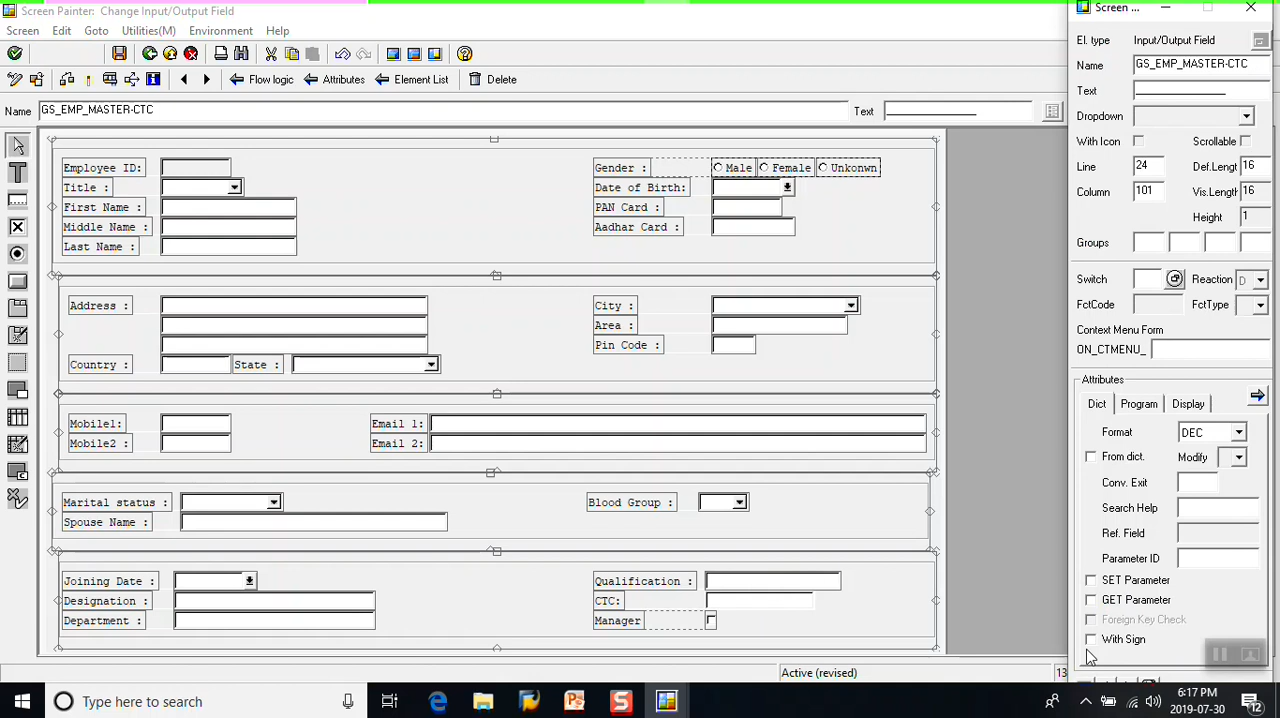 Screen Painter: Change Input/Output Field
Screen Edit Goto Utilities(M) Environment Help
Flow logic Attributes Element List Delete
Name GS_EMP_MASTER-CTC Text
Employee ID:
Title :
First Name :
Middle Name :
Last Name :
Gender : Male Female Unkonwn
Date of Birth:
PAN Card :
Aadhar Card :
Address :
Country : State :
City :
Area :
Pin Code :
Mobile1: Email 1:
Mobile2 : Email 2:
Marital status : Blood Group :
Spouse Name :
Joining Date : Qualification :
Designation : CTC:
Department : Manager
Active (revised) 13
Screen ...
El. type Input/Output Field
Name GS_EMP_MASTER-CTC
Text
Dropdown
With Icon Scrollable
Line 24 Def.Length 16
Column 101 Vis.Length 16
Height 1
Groups
Switch Reaction D
FctCode FctType
Context Menu Form
ON_CTMENU_
Attributes
Dict Program Display
Format DEC
From dict. Modify
Conv. Exit
Search Help
Ref. Field
Parameter ID
SET Parameter
GET Parameter
Foreign Key Check
With Sign
Type here to search
6:17 PM
2019-07-30
12